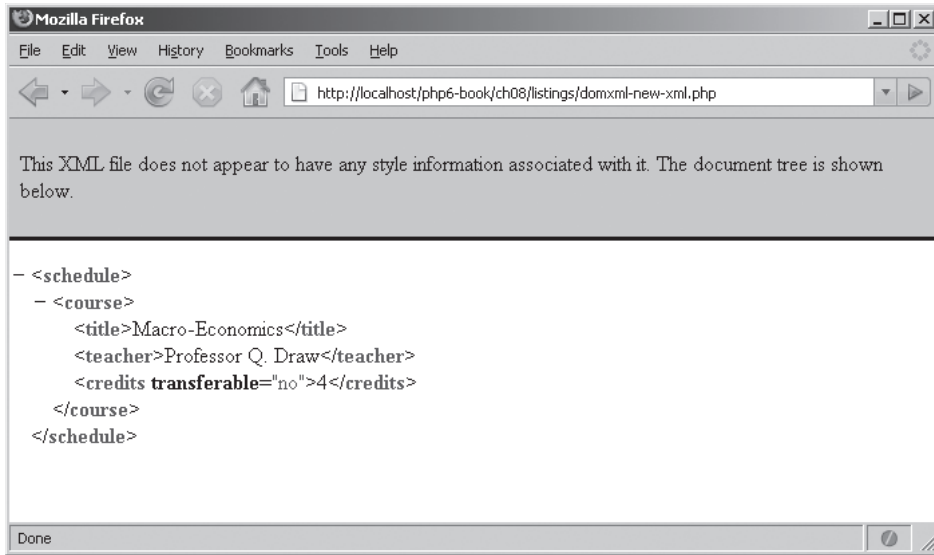 Mozilla Firefox
File Edit View History Bookmarks Tools Help
http://localhost/php6-book/ch08/listings/domxml-new-xml.php
This XML file does not appear to have any style information associated with it. The document tree is shown
below.
− <schedule>
− <course>
<title>Macro-Economics</title>
<teacher>Professor Q. Draw</teacher>
<credits transferable="no">4</credits>
</course>
</schedule>
Done